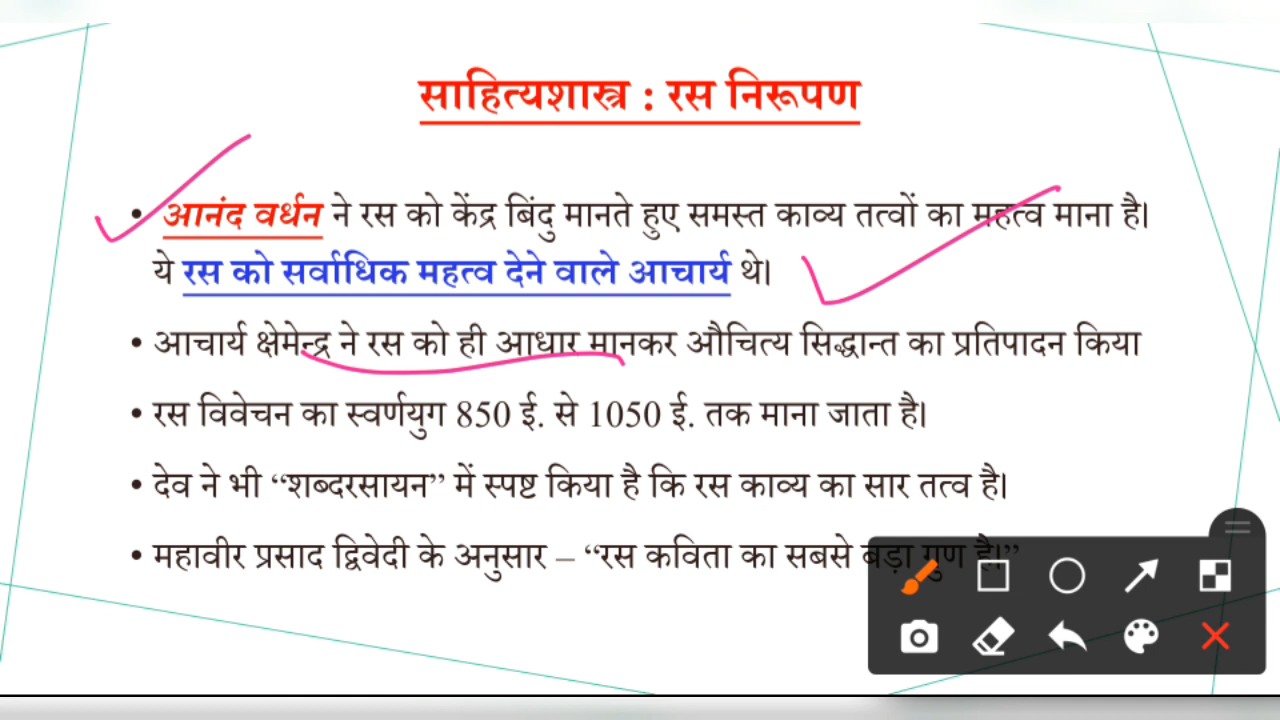 साहित्यशास्त्र : रस निरूपण
• आनंद वर्धन ने रस को केंद्र बिंदु मानते हुए समस्त काव्य तत्वों का महत्व माना है।
ये रस को सर्वाधिक महत्व देने वाले आचार्य थे।
• आचार्य क्षेमेन्द्र ने रस को ही आधार मानकर औचित्य सिद्धान्त का प्रतिपादन किया
• रस विवेचन का स्वर्णयुग 850 ई. से 1050 ई. तक माना जाता है।
• देव ने भी “शब्दरसायन” में स्पष्ट किया है कि रस काव्य का सार तत्व है।
• महावीर प्रसाद द्विवेदी के अनुसार – “रस कविता का सबसे बड़ा गुण है।”